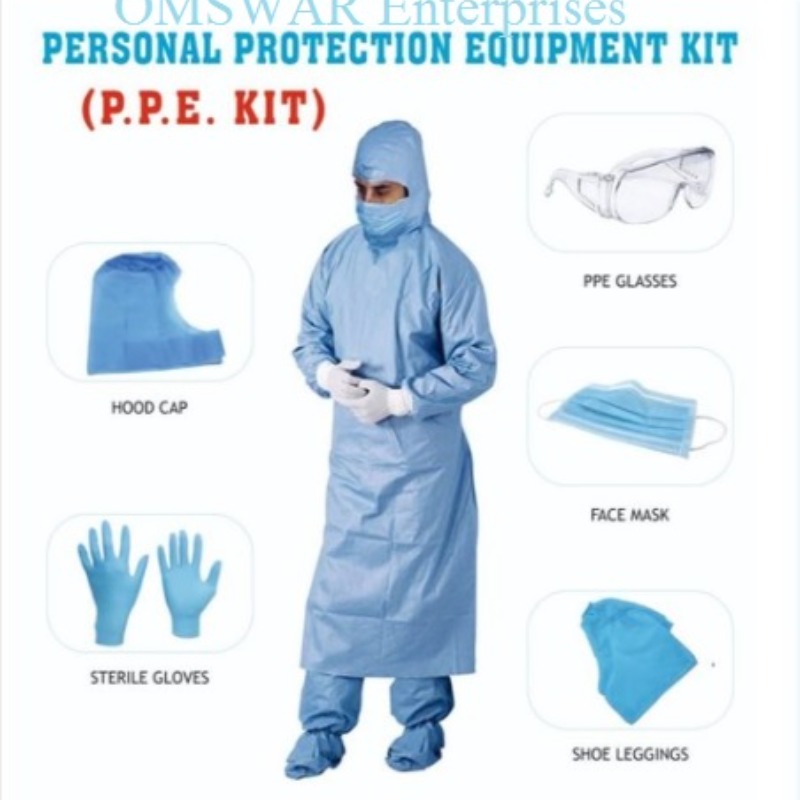 OMSWAR Enterprises
PERSONAL PROTECTION EQUIPMENT KIT
(P.P.E. KIT)
PPE GLASSES
HOOD CAP
FACE MASK
STERILE GLOVES
SHOE LEGGINGS